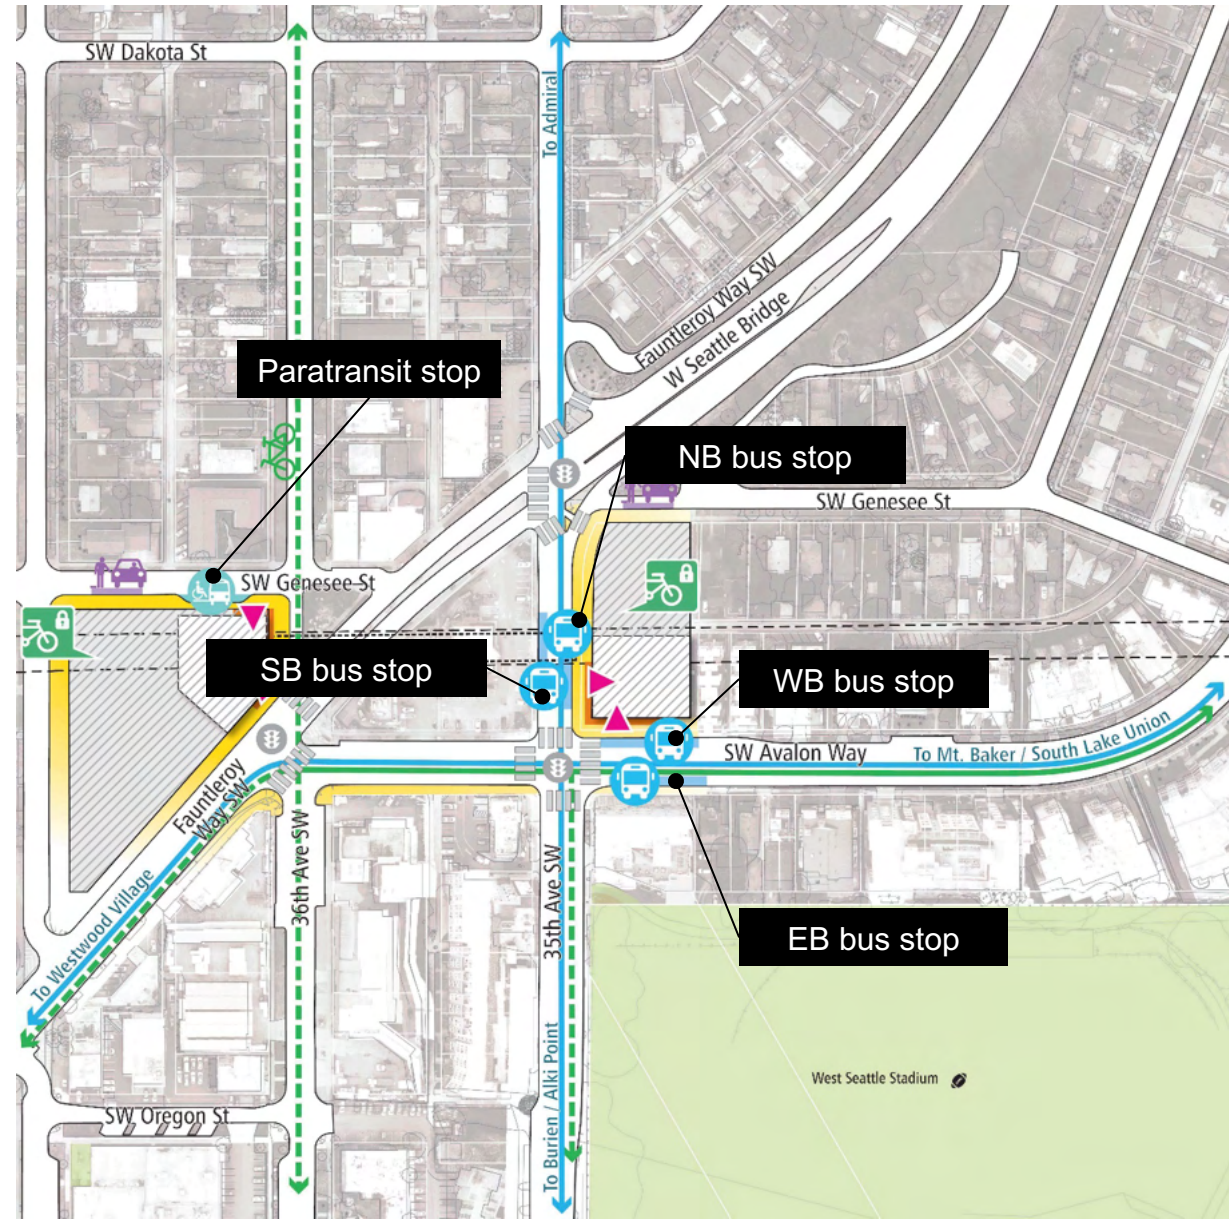 SW Dakota St
To Admiral
Fauntleroy Way SW
W Seattle Bridge
Paratransit stop
NB bus stop
SW Genesee St
SW Genesee St
SB bus stop
WB bus stop
SW Avalon Way
To Mt. Baker / South Lake Union
Fauntleroy
Way SW
36th Ave SW
35th Ave SW
To Westwood Village
EB bus stop
To Burien / Alki Point
West Seattle Stadium
SW Oregon St